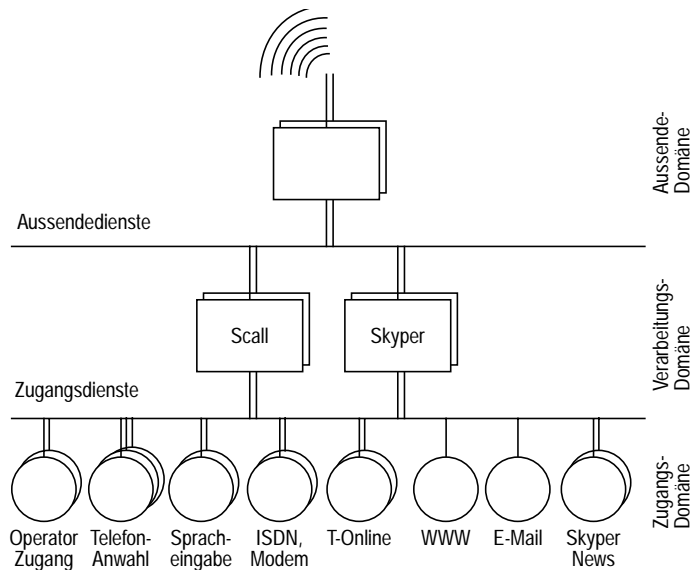 Aussende-
Domäne
Aussendedienste
Scall
Skyper
Verarbeitungs-
Domäne
Zugangsdienste
Operator
Zugang
Telefon-
Anwahl
Sprach-
eingabe
ISDN,
Modem
T-Online
WWW
E-Mail
Skyper
News
Zugangs-
Domäne